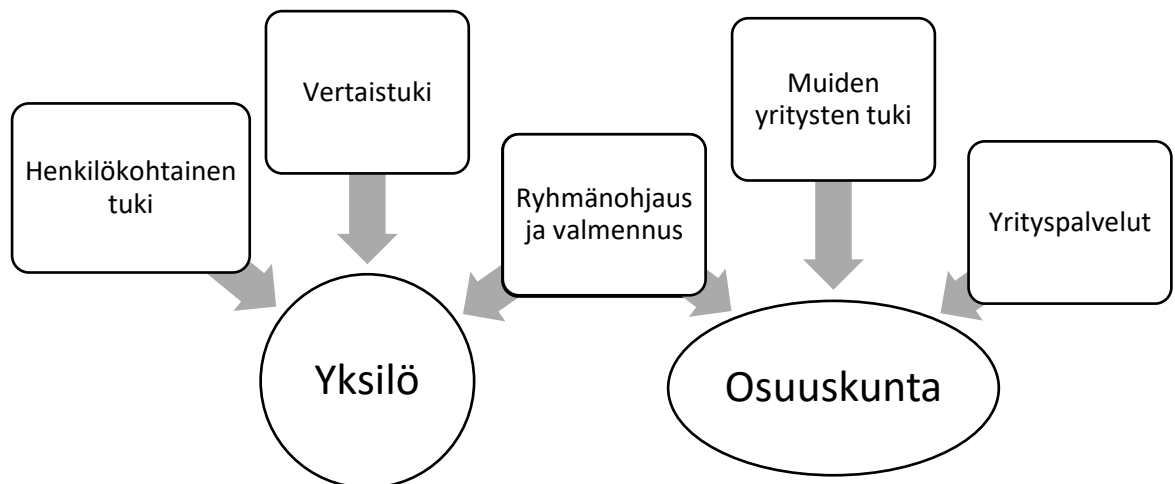 Henkilökohtainen
tuki
Vertaistuki
Ryhmänohjaus
ja valmennus
Muiden
yritysten tuki
Yrityspalvelut
Yksilö
Osuuskunta